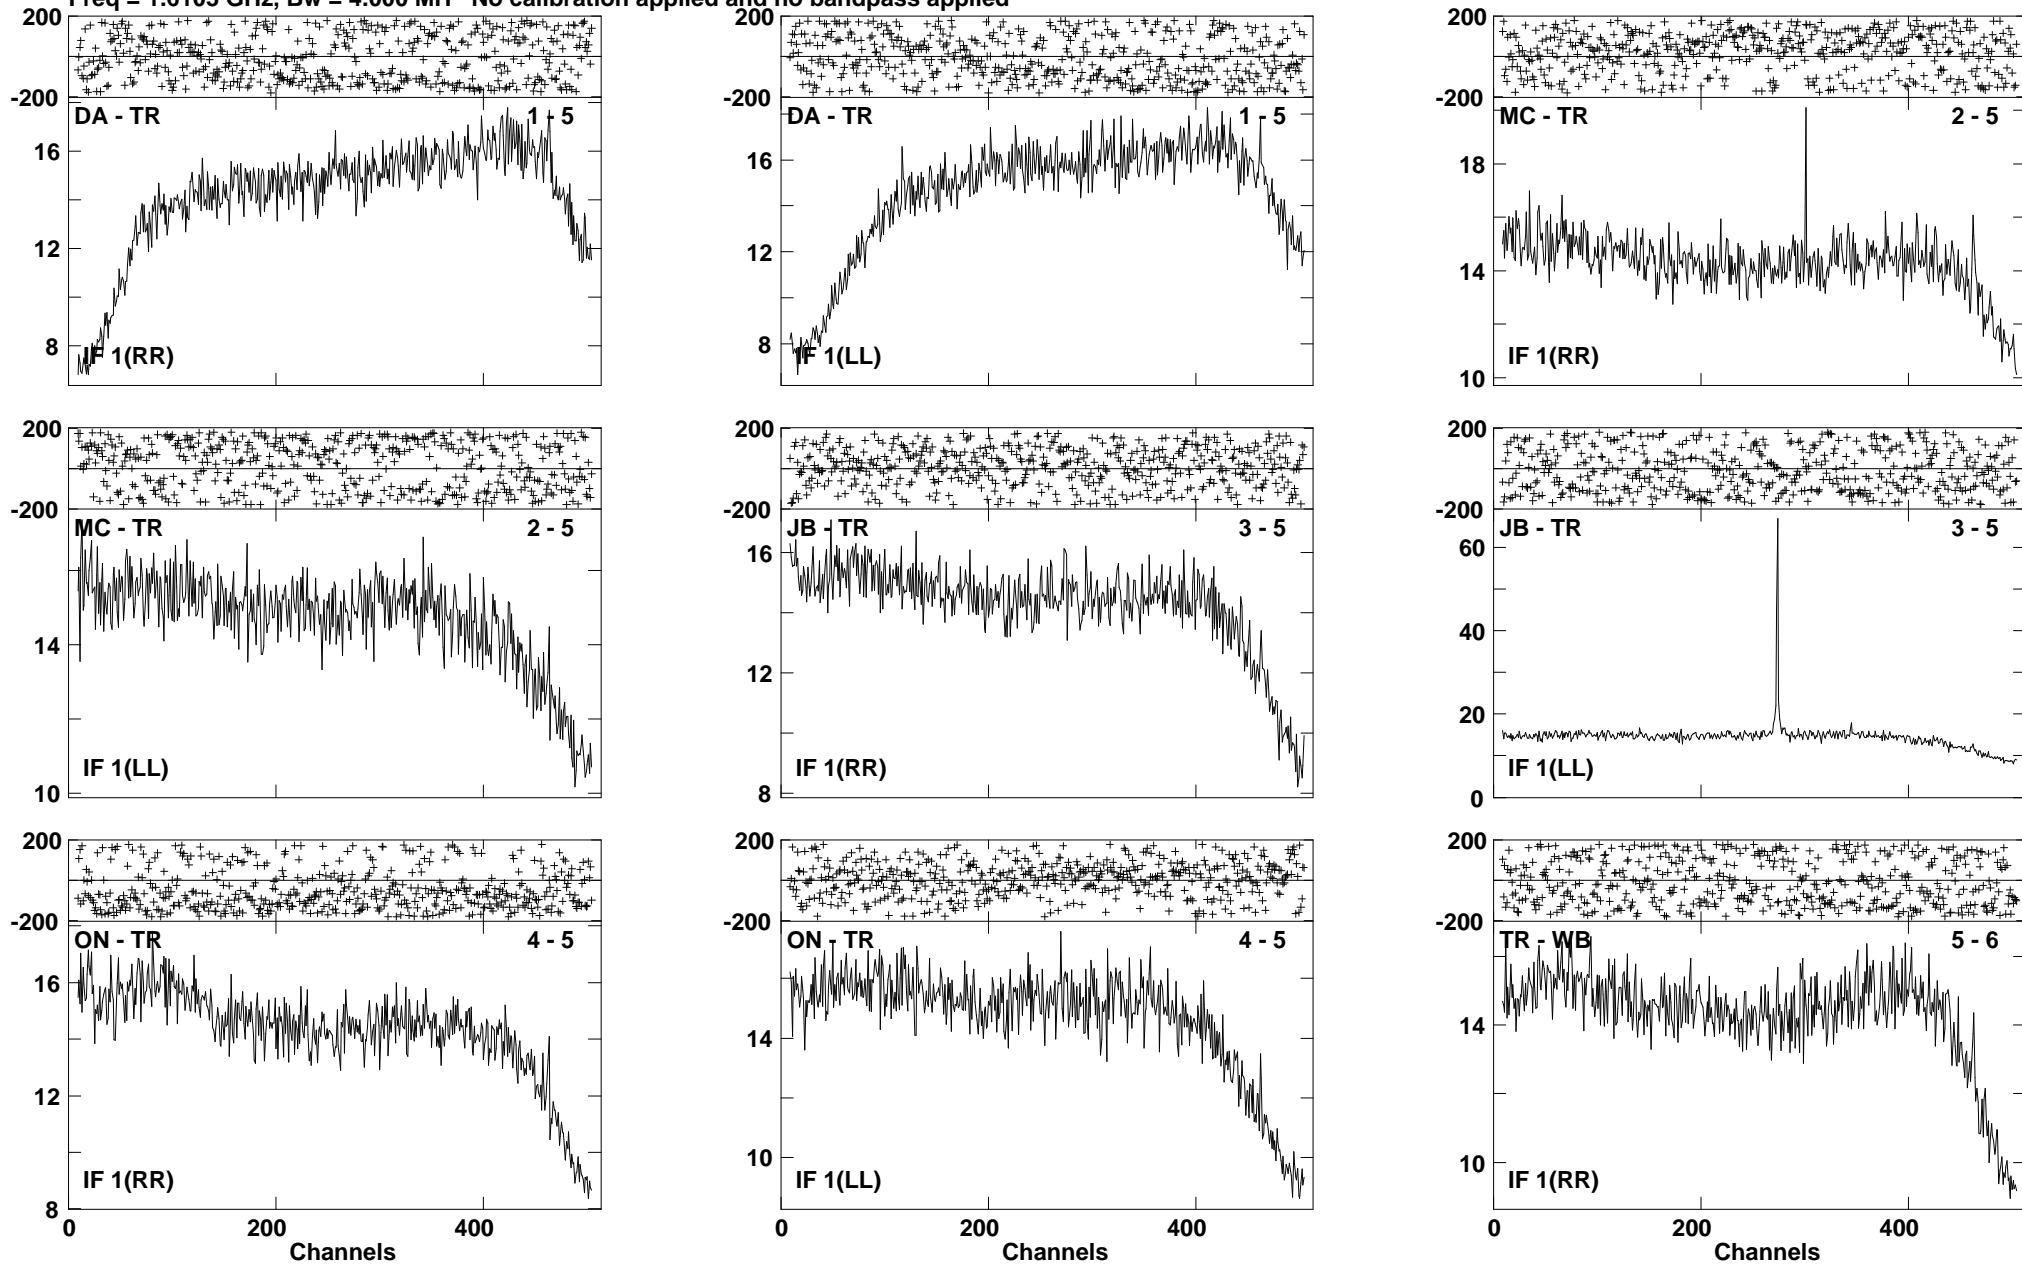 Freq = 1.6105 GHz, Bw = 4.000 MH No calibration applied and no bandpass applied
200 200 200
-200 -200 -200
DA - TR 1 - 5 DA - TR 1 - 5 MC - TR 2 - 5
16 16 18
12 12 14
8 8 10
IF 1(RR) IF 1(LL) IF 1(RR)
200 200 200
-200 -200 -200
MC - TR 2 - 5 JB - TR 3 - 5 JB - TR 3 - 5
14 16 60
10 12 40
8 20
0
IF 1(LL) IF 1(RR) IF 1(LL)
200 200 200
-200 -200 -200
ON - TR 4 - 5 ON - TR 4 - 5 TR - WB 5 - 6
16 14 14
12 10 10
8
IF 1(RR) IF 1(LL) IF 1(RR)
0 200 400 0 200 400 0 200 400
Channels Channels Channels